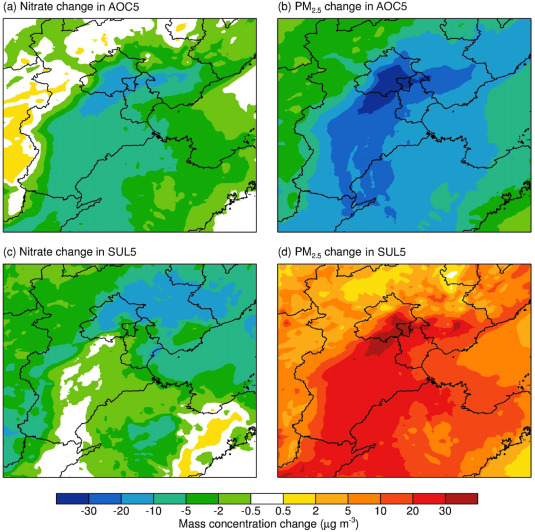 (a) Nitrate change in AOC5
(b) PM2.5 change in AOC5
(c) Nitrate change in SUL5
(d) PM2.5 change in SUL5
-30 -20 -10 -5 -2 -0.5 0.5 2 5 10 20 30
Mass concentration change (µg m-3)